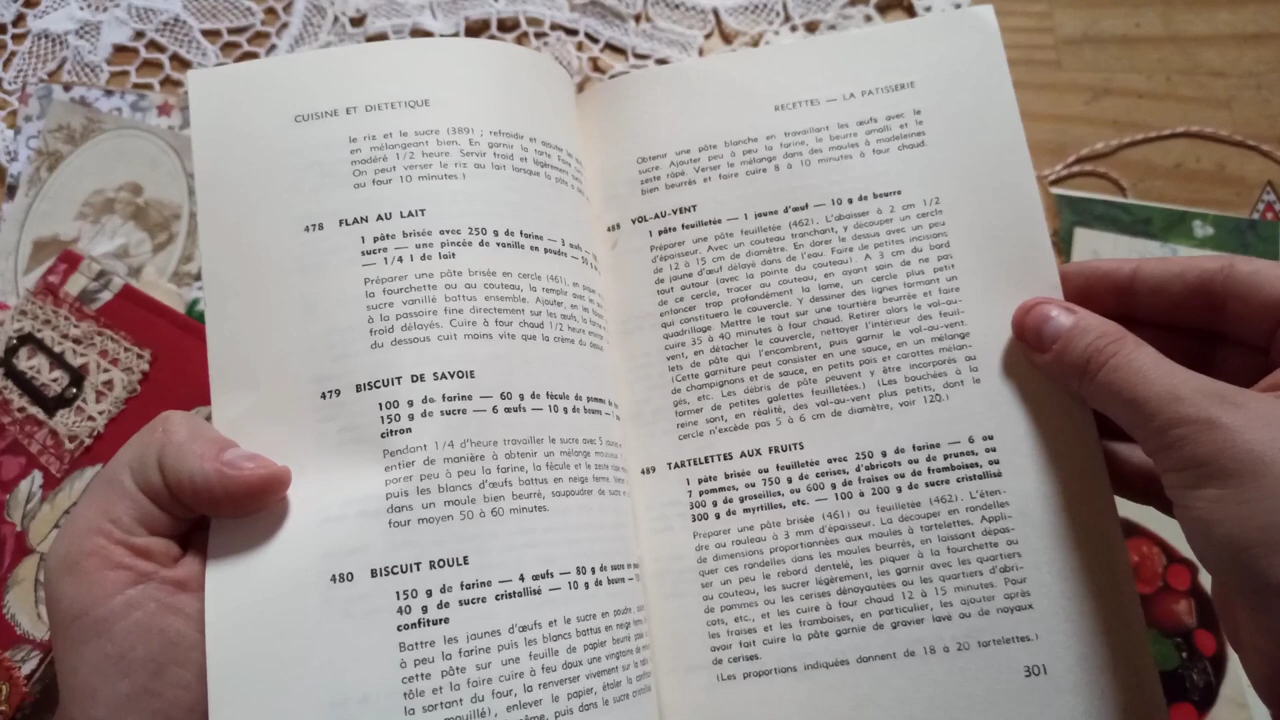 CUISINE ET DIETETIQUE
le riz et le sucre (389) ; refroidir et ajouter les
en mélangeant bien. En garnir la tarte. Faire
modéré 1/2 heure. Servir froid et légèrement
On peut verser le riz au lait lorsque la pâte a
au four 10 minutes.)
478 FLAN AU LAIT
1 pâte brisée avec 250 g de farine — 3 œufs
sucre — une pincée de vanille en poudre — 50 g
— 1/4 l de lait
Préparer une pâte brisée en cercle (461), en
la fourchette ou au couteau, la remplir avec les
sucre vanillé battus ensemble. Ajouter, en les
à la passoire fine directement sur les œufs, la farine
froid délayés. Cuire à four chaud 1/2 heure
du dessous cuit moins vite que la crème du dessus
479 BISCUIT DE SAVOIE
100 g de farine — 60 g de fécule de pomme de
150 g de sucre — 6 œufs — 10 g de beurre —
citron
Pendant 1/4 d'heure travailler le sucre avec 5
entier de manière à obtenir un mélange
porer peu à peu la farine, la fécule et le zeste
puis les blancs d'œufs battus en neige ferme.
dans un moule bien beurré, saupoudrer de sucre
four moyen 50 à 60 minutes.
480 BISCUIT ROULE
150 g de farine — 4 œufs — 80 g de sucre en
40 g de sucre cristallisé — 10 g de beurre —
confiture
Battre les jaunes d'œufs et le sucre en poudre,
à peu la farine puis les blancs battus en neige
cette pâte sur une feuille de papier beurré
tôle et la faire cuire à feu doux une vingtaine de
la sortant du four, la renverser vivement sur la
mouillé), enlever le papier, étaler la
même, puis dans le sucre cristallisé
RECETTES — LA PATISSERIE
Obtenir une pâte blanche en travaillant les œufs avec le
sucre. Ajouter peu à peu la farine, le beurre amolli et le
zeste râpé. Verser le mélange dans des moules à madeleines
bien beurrés et faire cuire 8 à 10 minutes à four chaud.
488 VOL-AU-VENT
1 pâte feuilletée — 1 jaune d'œuf — 10 g de beurre
Préparer une pâte feuilletée (462). L'abaisser à 2 cm 1/2
d'épaisseur. Avec un couteau tranchant, y découper un cercle
de 12 à 15 cm de diamètre. En dorer le dessus avec un peu
de jaune d'œuf délayé dans de l'eau. Faire de petites incisions
tout autour (avec la pointe du couteau). A 3 cm du bord
de ce cercle, tracer au couteau, en ayant soin de ne pas
enfoncer trop profondément la lame, un cercle plus petit
qui constituera le couvercle. Y dessiner des lignes formant un
quadrillage. Mettre le tout sur une tourtière beurrée et faire
cuire 35 à 40 minutes à four chaud. Retirer alors le vol-au-
vent, en détacher le couvercle, nettoyer l'intérieur des feuil-
lets de pâte qui l'encombrent, puis garnir le vol-au-vent.
(Cette garniture peut consister en une sauce, en un mélange
de champignons et de sauce, en petits pois et carottes mélan-
gés, etc. Les débris de pâte peuvent y être incorporés ou
former de petites galettes feuilletées.) (Les bouchées à la
reine sont, en réalité, des vol-au-vent plus petits, dont le
cercle n'excède pas 5 à 6 cm de diamètre, voir 120.)
489 TARTELETTES AUX FRUITS
1 pâte brisée ou feuilletée avec 250 g de farine — 6 ou
7 pommes, ou 750 g de cerises, d'abricots ou de prunes, ou
300 g de groseilles, ou 600 g de fraises ou de framboises, ou
300 g de myrtilles, etc. — 100 à 200 g de sucre cristallisé
Préparer une pâte brisée (461) ou feuilletée (462). L'éten-
dre au rouleau à 3 mm d'épaisseur. La découper en rondelles
de dimensions proportionnées aux moules à tartelettes. Appli-
quer ces rondelles dans les moules beurrés, en laissant dépas-
ser un peu le rebord dentelé, les piquer à la fourchette ou
au couteau, les sucrer légèrement, les garnir avec les quartiers
de pommes ou les cerises dénoyautées ou les quartiers d'abri-
cots, etc., et les cuire à four chaud 12 à 15 minutes. Pour
les fraises et les framboises, en particulier, les ajouter après
avoir fait cuire la pâte garnie de gravier lavé ou de noyaux
de cerises.
(Les proportions indiquées donnent de 18 à 20 tartelettes.)
301